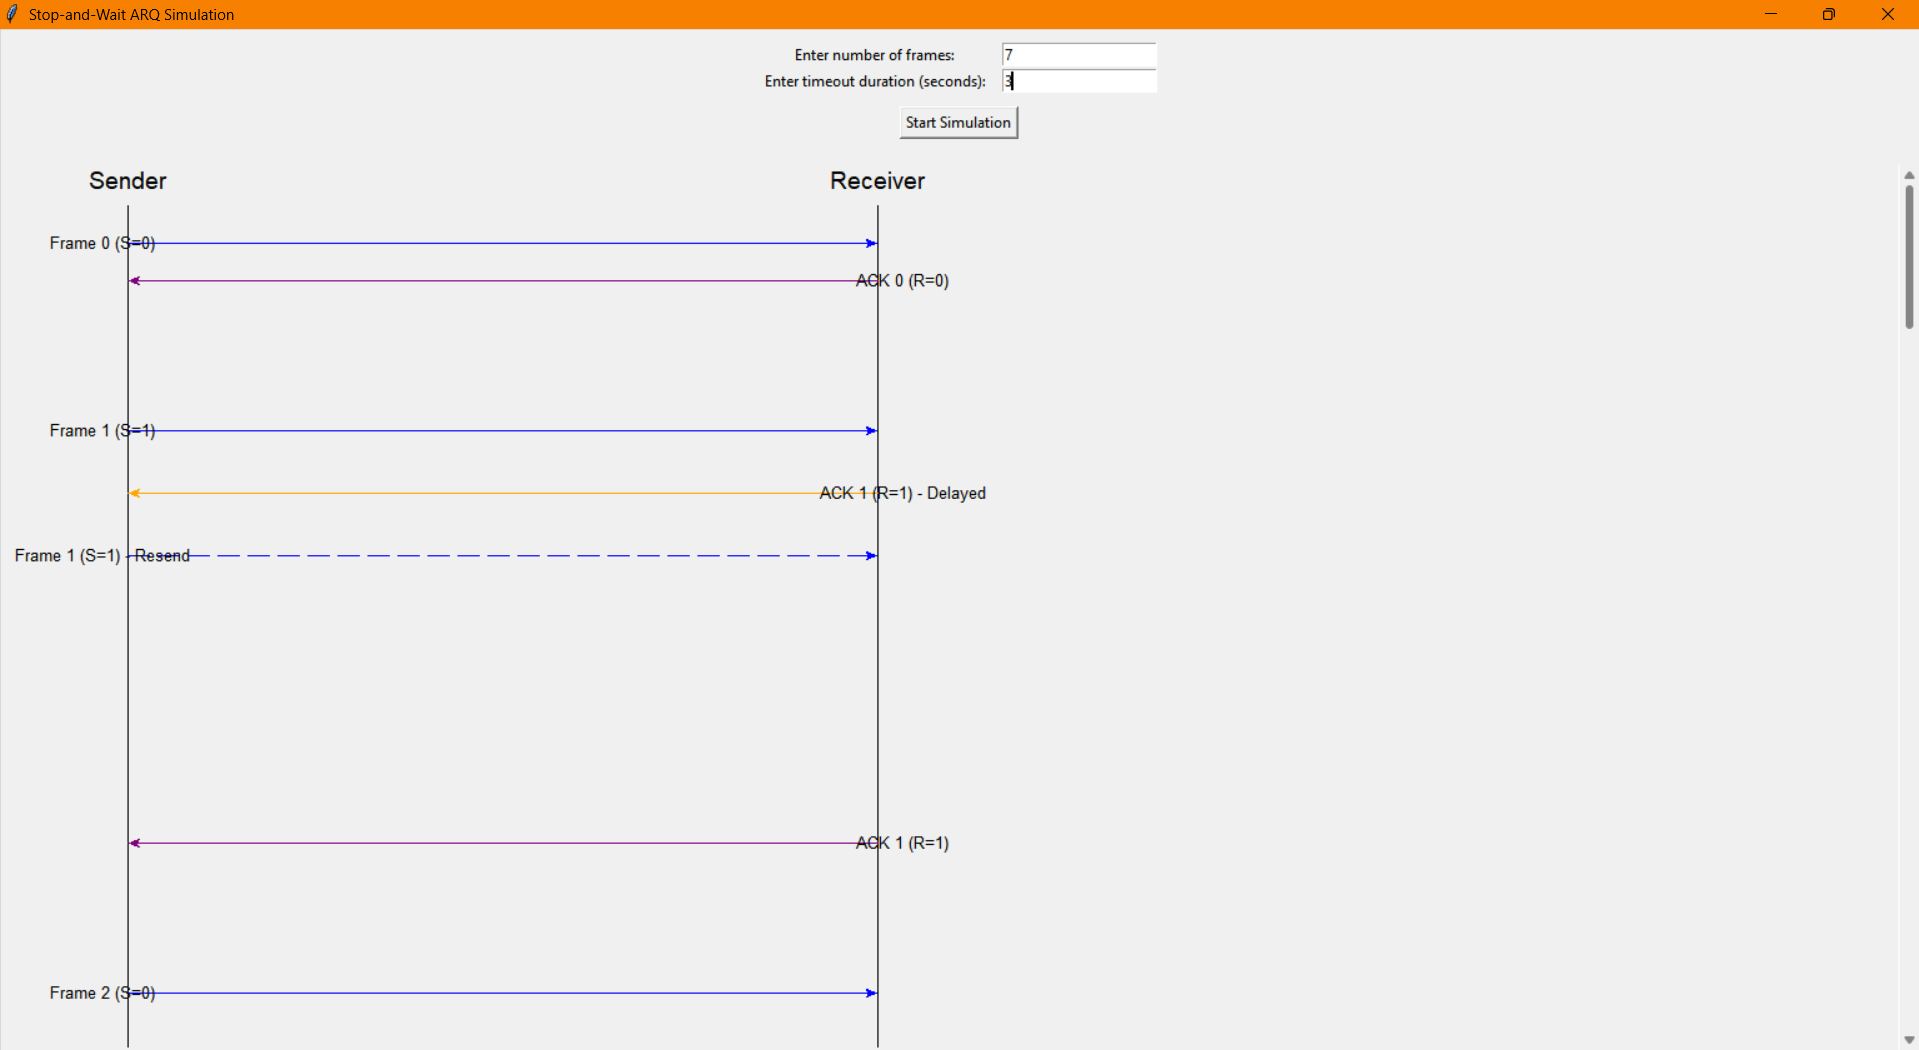 Stop-and-Wait ARQ Simulation
Enter number of frames: 7
Enter timeout duration (seconds): 3
Start Simulation
Sender Receiver
Frame 0 (S=0)
ACK 0 (R=0)
Frame 1 (S=1)
ACK 1 (R=1) - Delayed
Frame 1 (S=1) - Resend
ACK 1 (R=1)
Frame 2 (S=0)